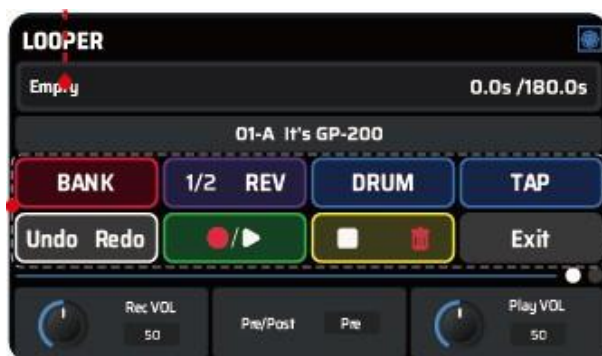 LOOPER
Empty 0.0s /180.0s
01-A It's GP-200
BANK 1/2 REV DRUM TAP
Undo Redo / Exit
Rec VOL Play VOL
Pre/Post Pre
50 50